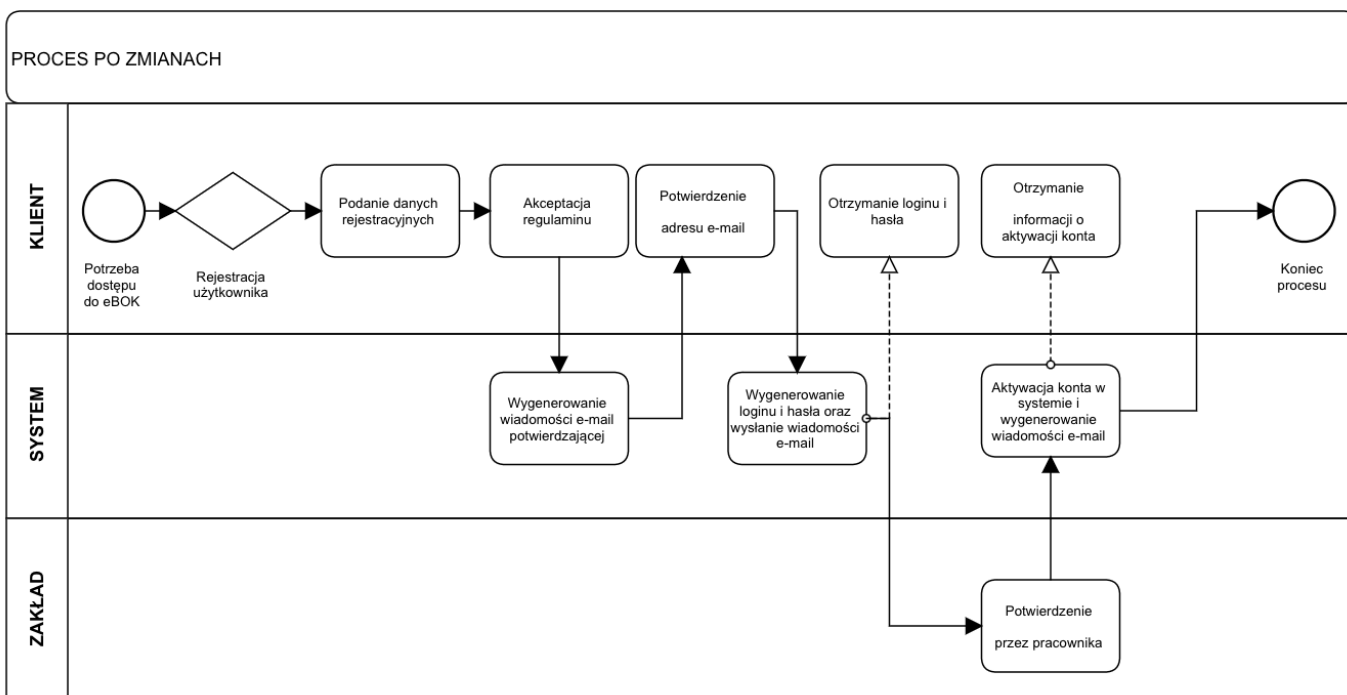 PROCES PO ZMIANACH
KLIENT
Potrzeba
dostępu
do eBOK
Rejestracja
użytkownika
Podanie danych
rejestracyjnych
Akceptacja
regulaminu
Potwierdzenie
adresu e-mail
Otrzymanie loginu i
hasła
Otrzymanie
informacji o
aktywacji konta
Koniec
procesu
SYSTEM
Wygenerowanie
wiadomości e-mail
potwierdzającej
Wygenerowanie
loginu i hasła oraz
wysłanie wiadomości
e-mail
Aktywacja konta w
systemie i
wygenerowanie
wiadomości e-mail
ZAKŁAD
Potwierdzenie
przez pracownika